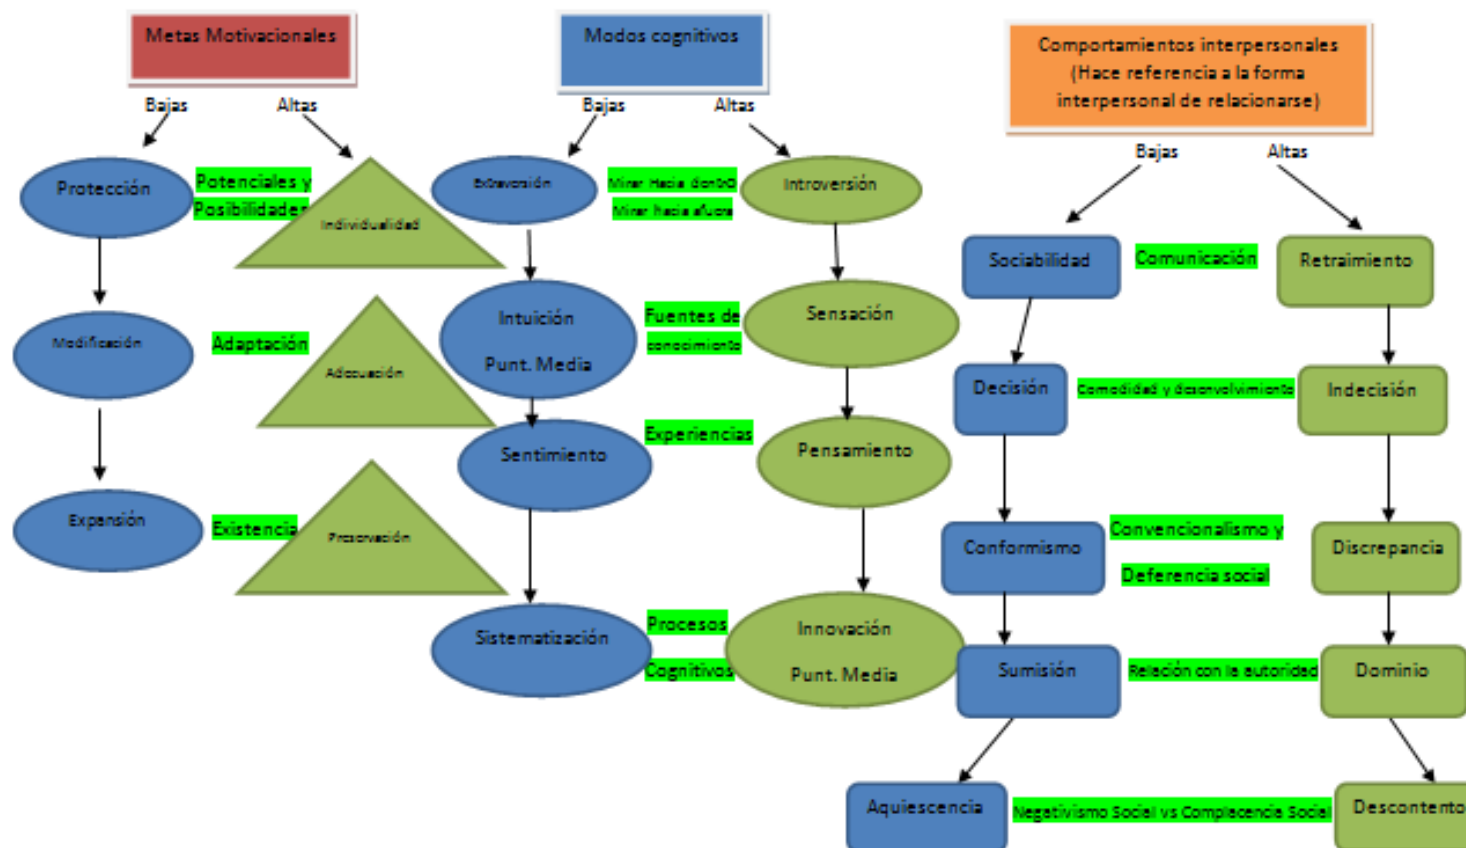 Metas Motivacionales
Bajas
Altas
Protección
Potenciales y
Posibilidades
Individualidad
Modificación
Adaptación
Adecuación
Expansión
Existencia
Preservación
Modos cognitivos
Bajas
Altas
Extraversión
Mirar Hacia dentro
Mirar hacia afuera
Introversión
Intuición
Punt. Media
Fuentes de
conocimiento
Sensación
Sentimiento
Experiencias
Pensamiento
Sistematización
Procesos
Cognitivos
Innovación
Punt. Media
Comportamientos interpersonales
(Hace referencia a la forma
interpersonal de relacionarse)
Bajas
Altas
Sociabilidad
Comunicación
Retraimiento
Decisión
Comodidad y desenvolvimiento
Indecisión
Conformismo
Convencionalismo y
Deferencia social
Discrepancia
Sumisión
Relación con la autoridad
Dominio
Aquiescencia
Negativismo Social vs Complacencia Social
Descontento